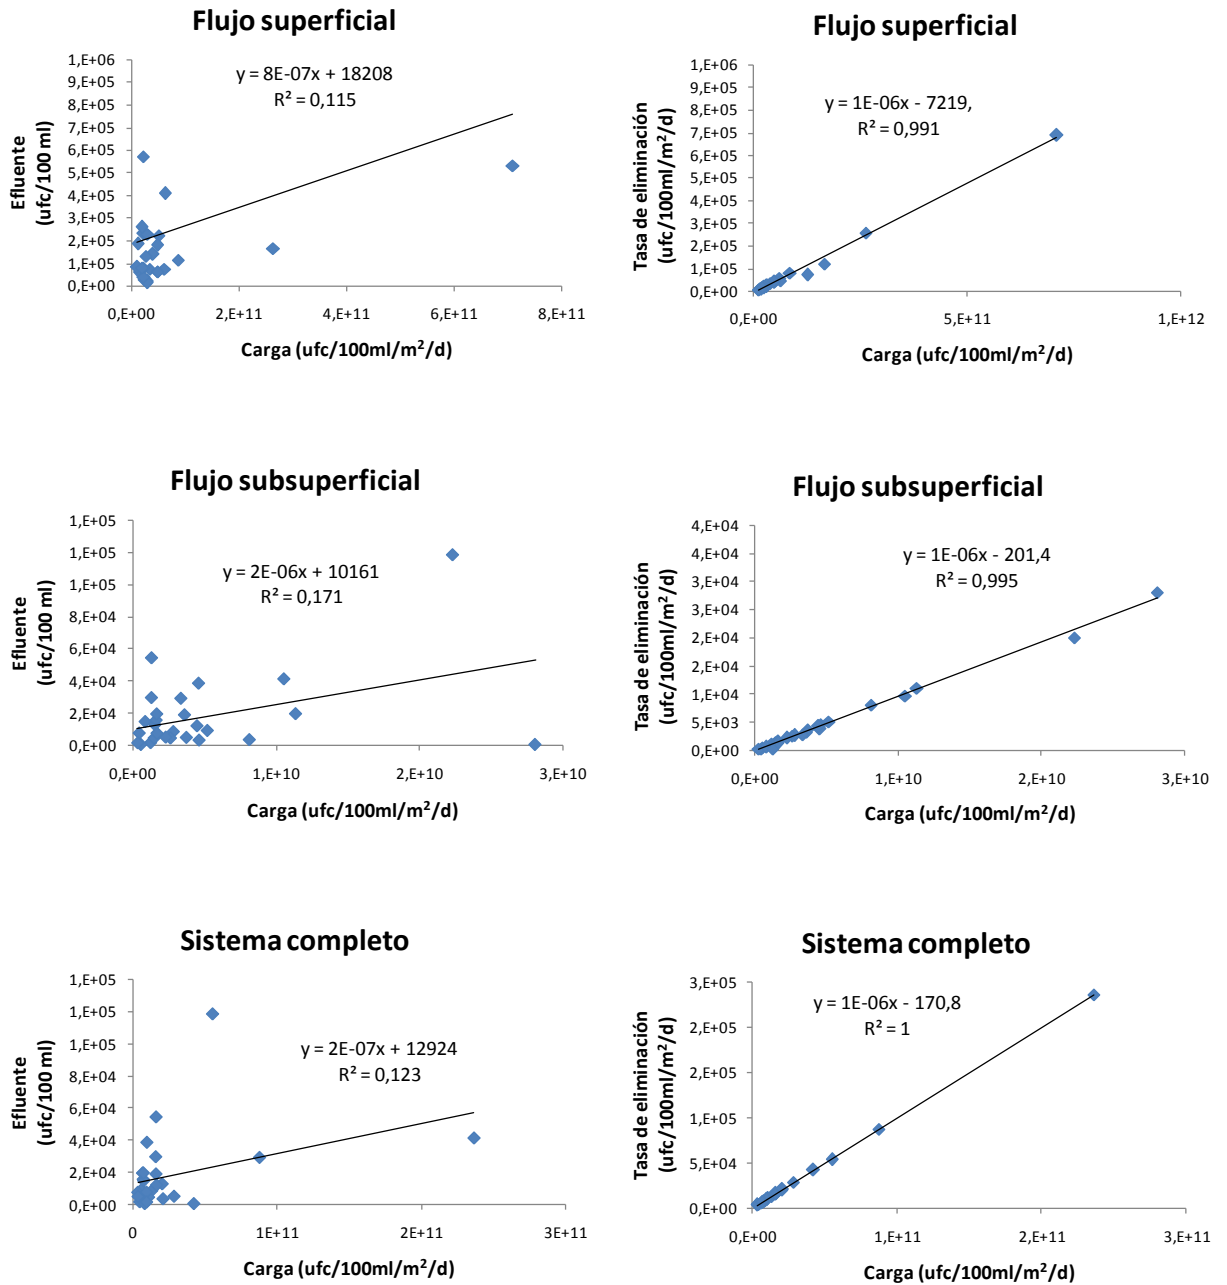 Flujo superficial
y = 8E-07x + 18208
R² = 0,115
Efluente
(ufc/100 ml)
1,E+06
9,E+05
8,E+05
7,E+05
6,E+05
5,E+05
4,E+05
3,E+05
2,E+05
1,E+05
0,E+00
0,E+00 2,E+11 4,E+11 6,E+11 8,E+11
Carga (ufc/100ml/m²/d)
Flujo superficial
y = 1E-06x - 7219,
R² = 0,991
Tasa de eliminación
(ufc/100ml/m²/d)
1,E+06
9,E+05
8,E+05
7,E+05
6,E+05
5,E+05
4,E+05
3,E+05
2,E+05
1,E+05
0,E+00
0,E+00 5,E+11 1,E+12
Carga (ufc/100ml/m²/d)
Flujo subsuperficial
y = 2E-06x + 10161
R² = 0,171
Efluente
(ufc/100 ml)
1,E+05
1,E+05
1,E+05
8,E+04
6,E+04
4,E+04
2,E+04
0,E+00
0,E+00 1,E+10 2,E+10 3,E+10
Carga (ufc/100ml/m²/d)
Flujo subsuperficial
y = 1E-06x - 201,4
R² = 0,995
Tasa de eliminación
(ufc/100ml/m²/d)
4,E+04
4,E+04
3,E+04
3,E+04
2,E+04
2,E+04
1,E+04
5,E+03
0,E+00
0,E+00 1,E+10 2,E+10 3,E+10
Carga (ufc/100ml/m²/d)
Sistema completo
y = 2E-07x + 12924
R² = 0,123
Efluente
(ufc/100 ml)
1,E+05
1,E+05
1,E+05
8,E+04
6,E+04
4,E+04
2,E+04
0,E+00
0 1,E+11 2,E+11 3,E+11
Carga (ufc/100ml/m²/d)
Sistema completo
y = 1E-06x - 170,8
R² = 1
Tasa de eliminación
(ufc/100ml/m²/d)
3,E+05
2,E+05
2,E+05
1,E+05
5,E+04
0,E+00
0,E+00 1,E+11 2,E+11 3,E+11
Carga (ufc/100ml/m²/d)